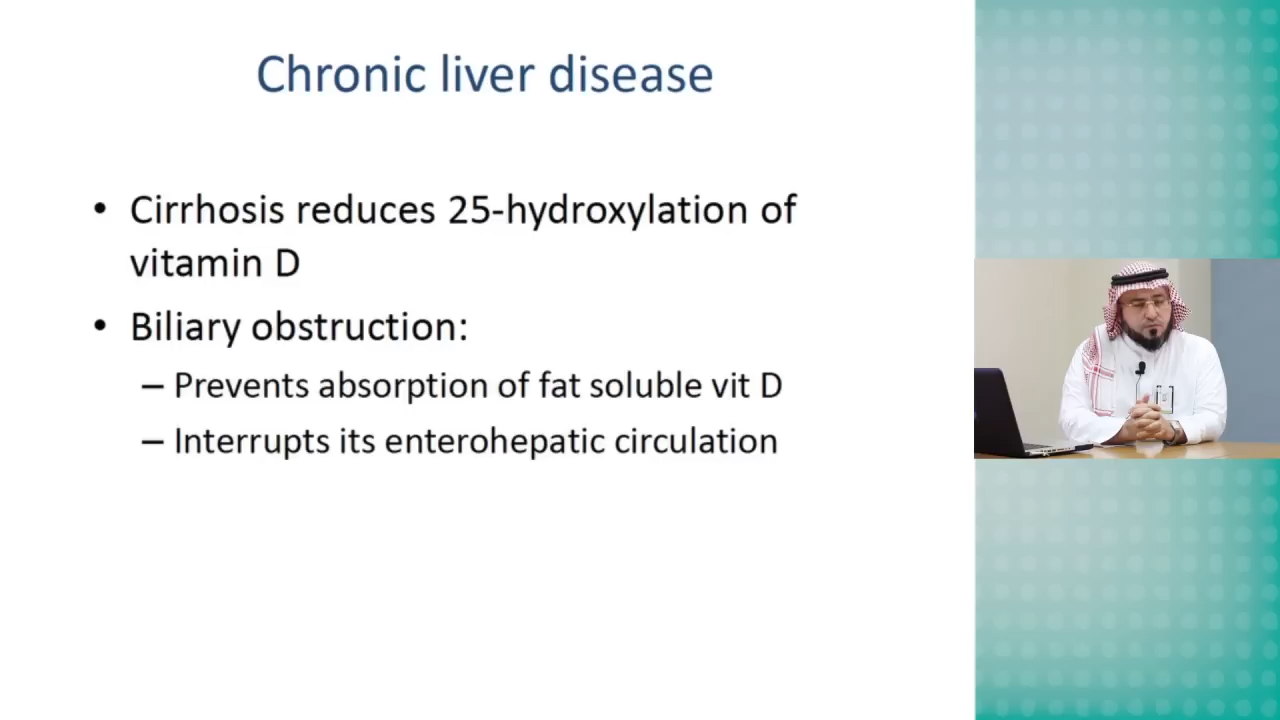 Chronic liver disease
• Cirrhosis reduces 25-hydroxylation of
vitamin D
• Biliary obstruction:
– Prevents absorption of fat soluble vit D
– Interrupts its enterohepatic circulation